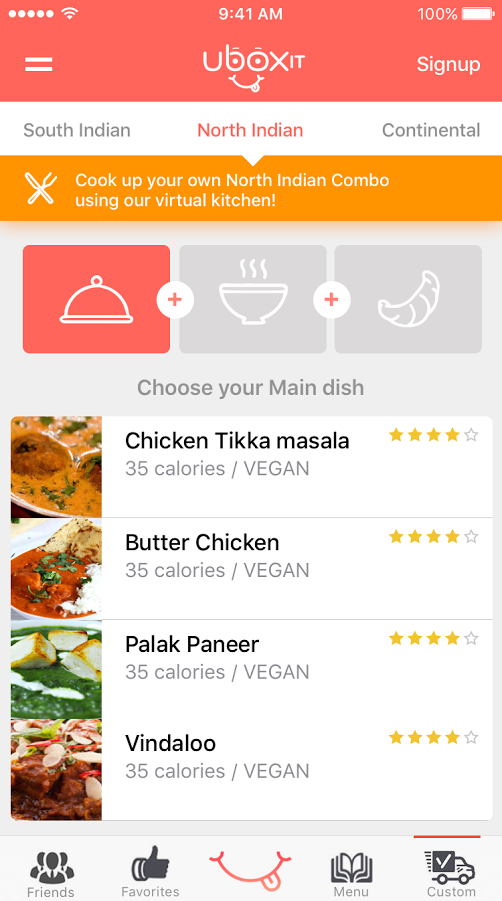 9:41 AM
100%
uboxIT
Signup
South Indian
North Indian
Continental
Cook up your own North Indian Combo
using our virtual kitchen!
+
+
Choose your Main dish
Chicken Tikka masala
35 calories / VEGAN
Butter Chicken
35 calories / VEGAN
Palak Paneer
35 calories / VEGAN
Vindaloo
35 calories / VEGAN
Friends
Favorites
Menu
Custom